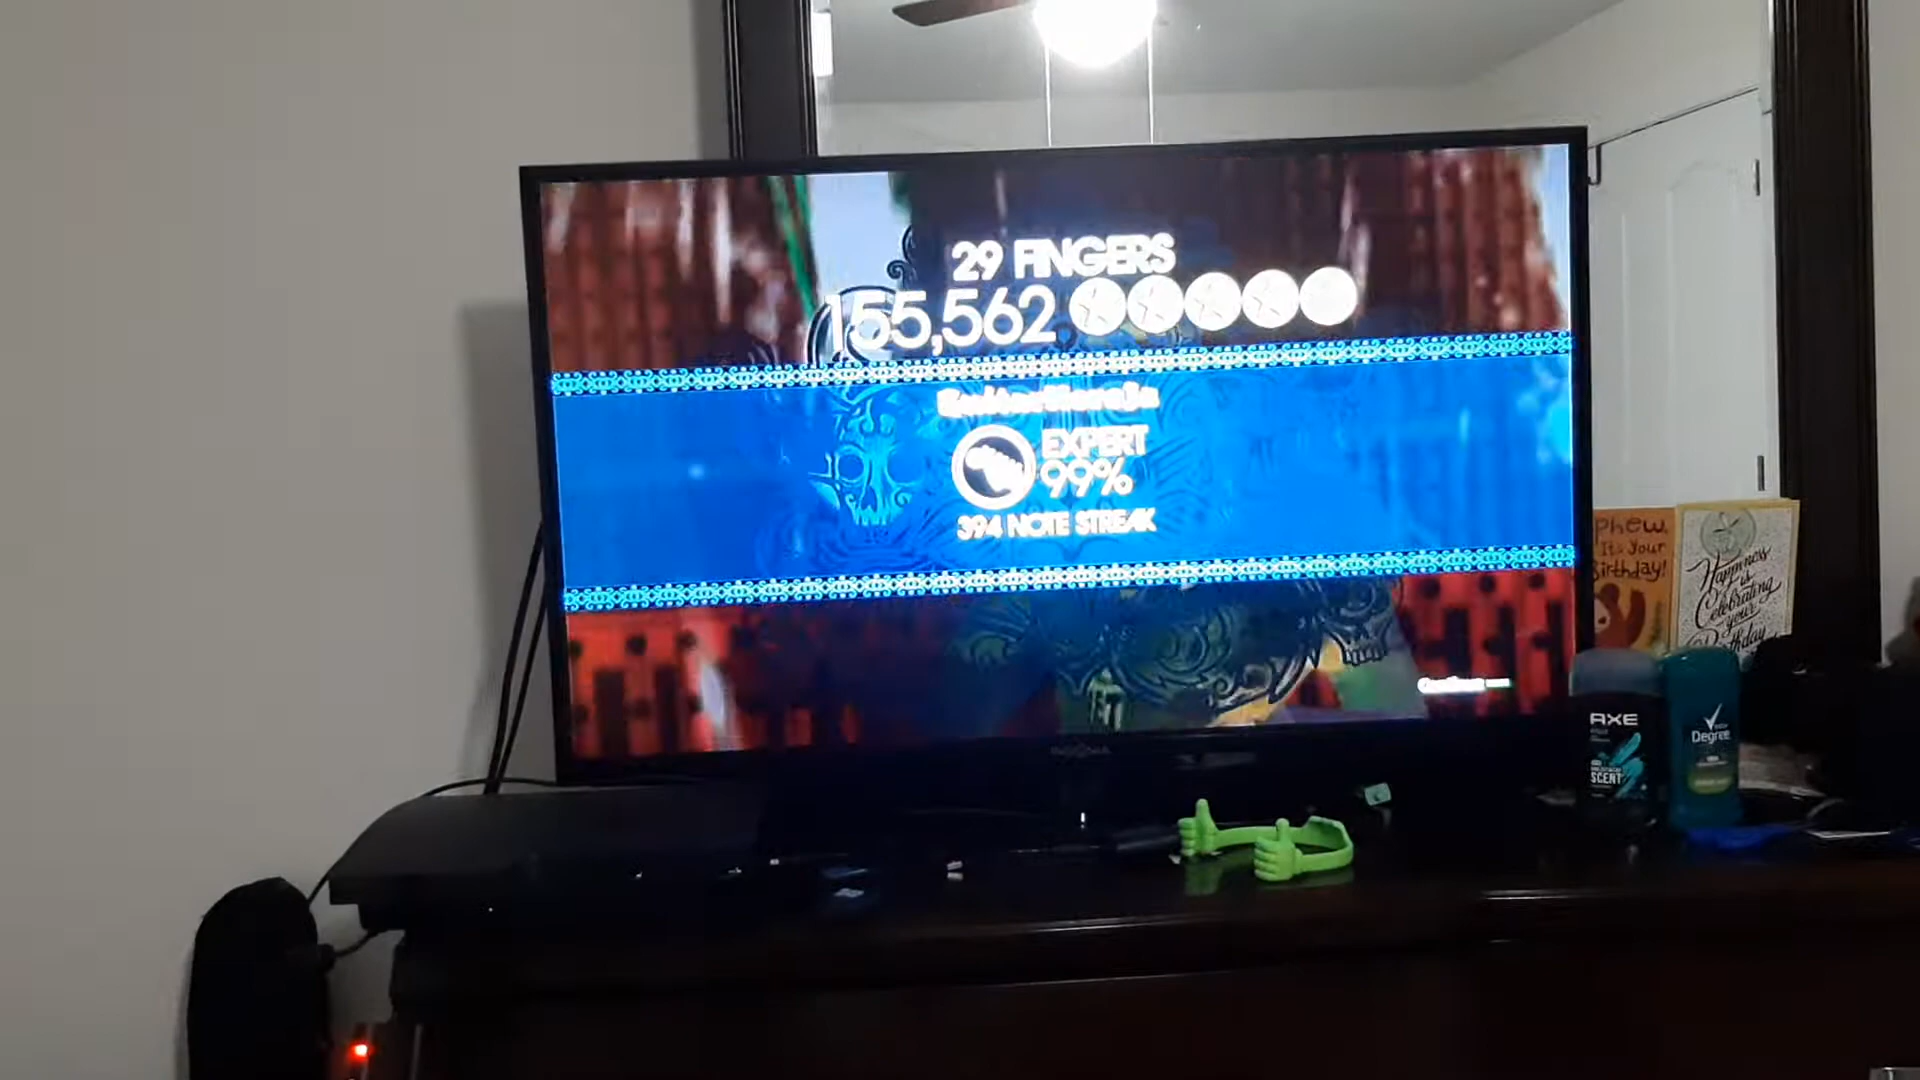 29 FINGERS
155,562
EXPERT
99%
394 NOTE STREAK
INSIGNIA
phew,
It's your
Birthday!
Happiness
is
Celebrating
your
AXE
SCENT
Degree